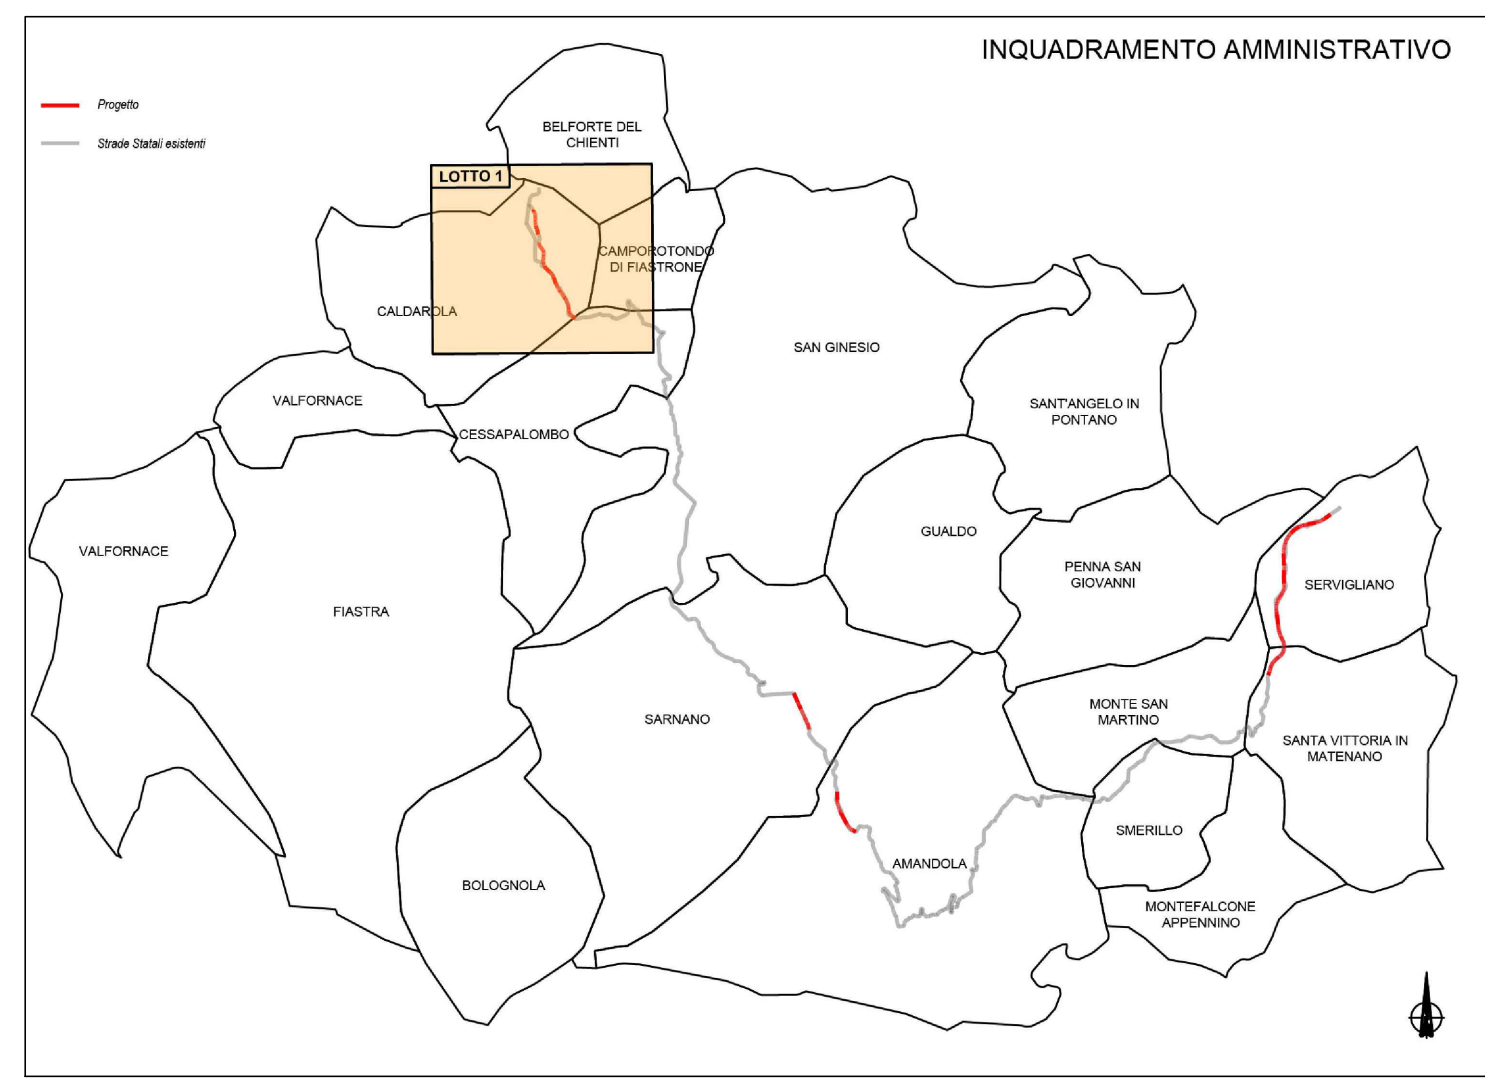 INQUADRAMENTO AMMINISTRATIVO
Progetto
Strade Statali esistenti
BELFORTE DEL
CHIENTI
LOTTO 1
CAMPOROTONDO
DI FIASTRONE
CALDAROLA
SAN GINESIO
VALFORNACE
SANT'ANGELO IN
PONTANO
CESSAPALOMBO
GUALDO
VALFORNACE
PENNA SAN
GIOVANNI
SERVIGLIANO
FIASTRA
MONTE SAN
MARTINO
SARNANO
SANTA VITTORIA IN
MATENANO
SMERILLO
AMANDOLA
BOLOGNOLA
MONTEFALCONE
APPENNINO